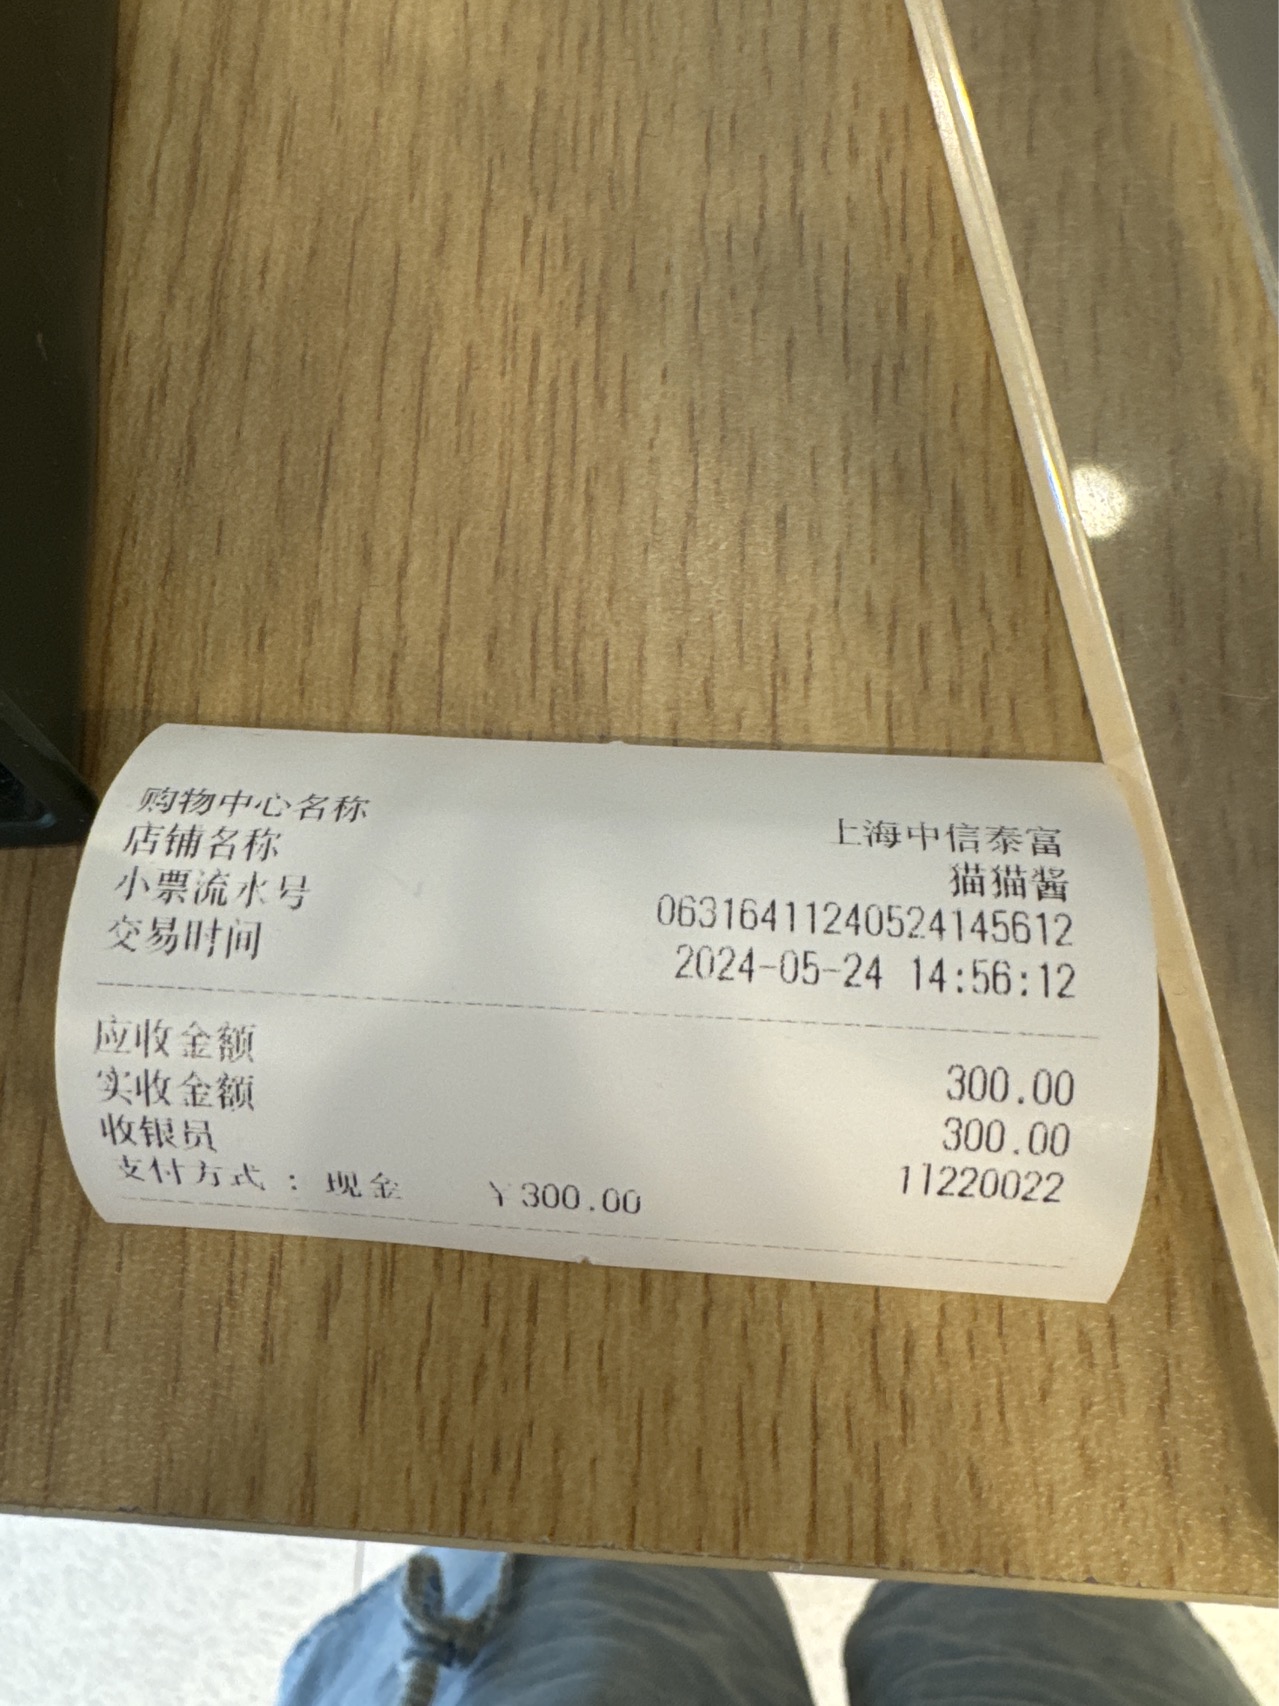 购物中心名称 上海中信泰富
店铺名称 猫猫酱
小票流水号 06316411240524145612
交易时间 2024-05-24 14:56:12
应收金额 300.00
实收金额 300.00
收银员 11220022
支付方式 : 现金 ¥300.00